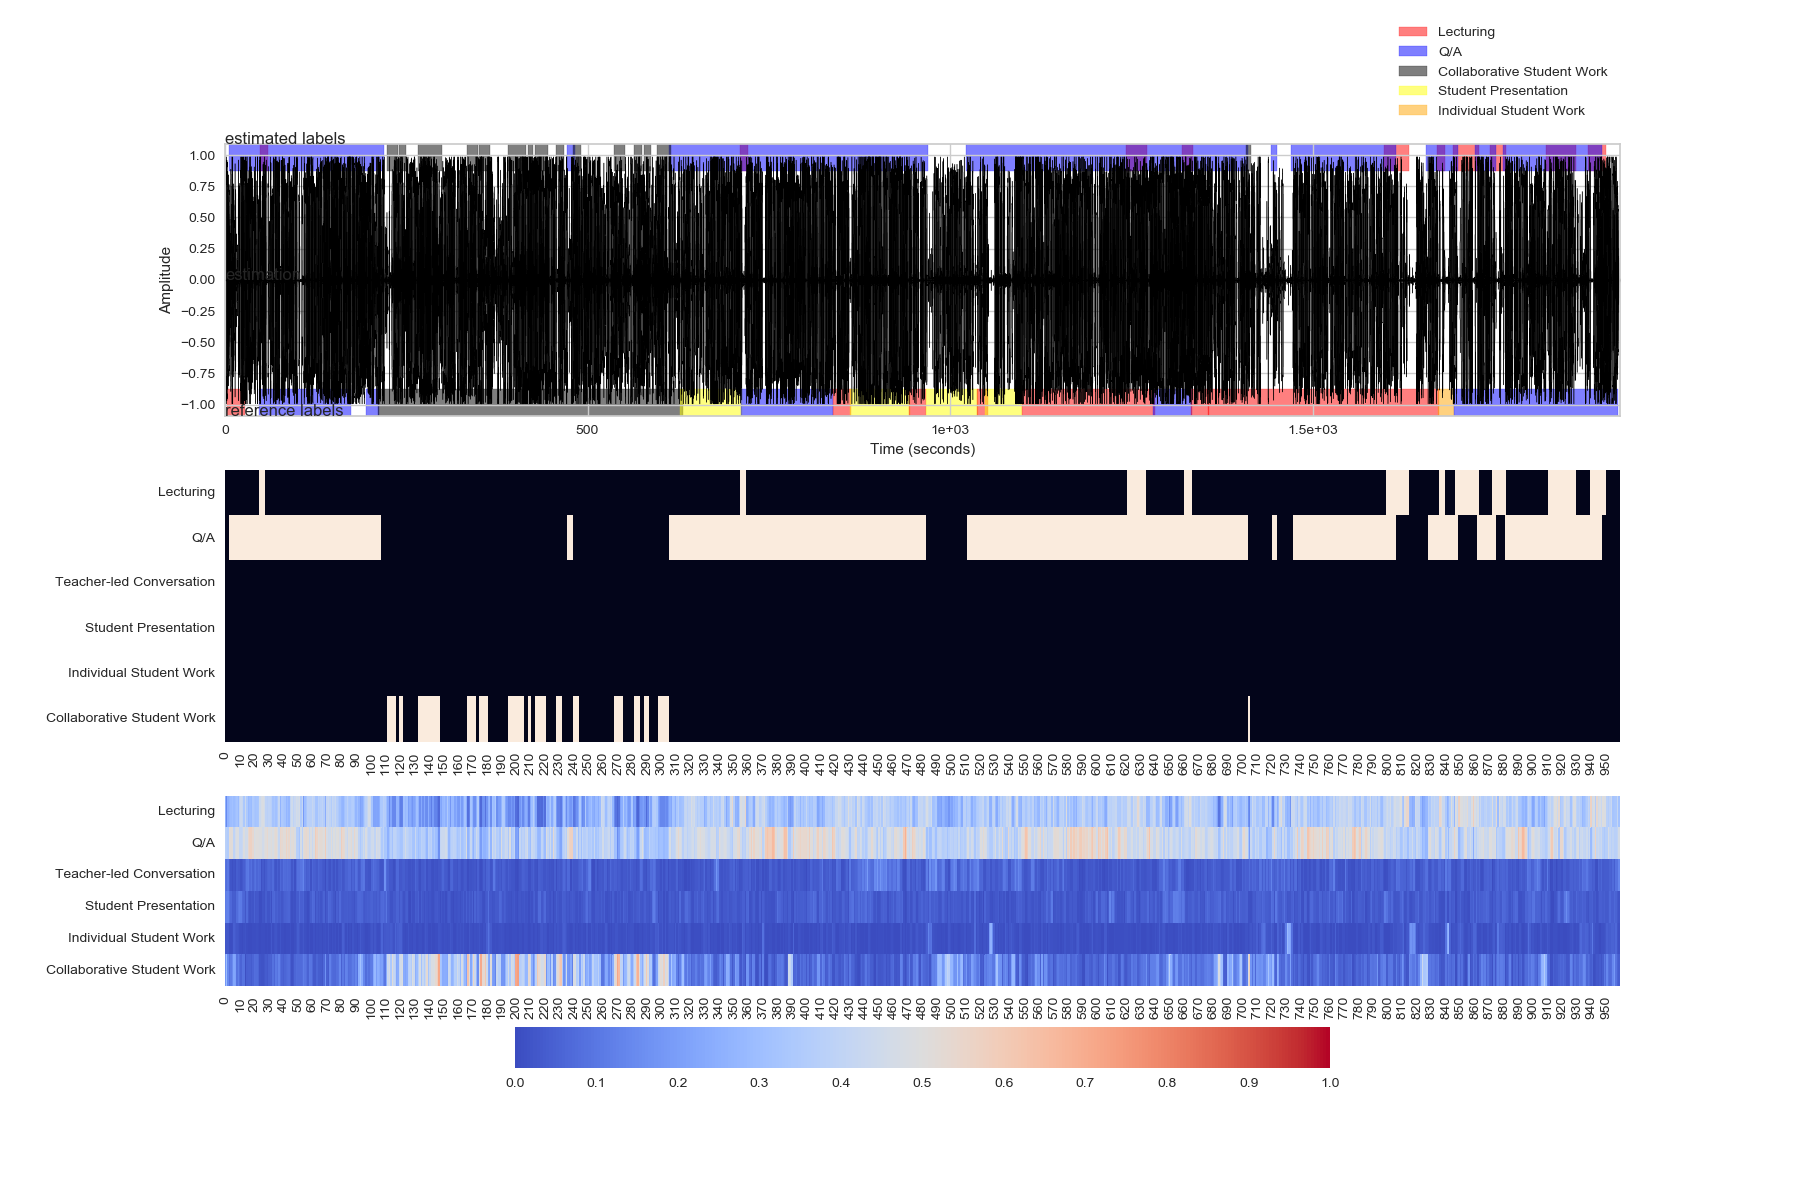 Lecturing
Q/A
Collaborative Student Work
Student Presentation
Individual Student Work
estimated labels
1.00
0.75
0.50
0.25
0.00
−0.25
−0.50
−0.75
−1.00
Amplitude
estimation
reference labels
0 500 1e+03 1.5e+03
Time (seconds)
Lecturing
Q/A
Teacher-led Conversation
Student Presentation
Individual Student Work
Collaborative Student Work
0 10 20 30 40 50 60 70 80 90 100 110 120 130 140 150 160 170 180 190 200 210 220 230 240 250 260 270 280 290 300 310 320 330 340 350 360 370 380 390 400 410 420 430 440 450 460 470 480 490 500 510 520 530 540 550 560 570 580 590 600 610 620 630 640 650 660 670 680 690 700 710 720 730 740 750 760 770 780 790 800 810 820 830 840 850 860 870 880 890 900 910 920 930 940 950
Lecturing
Q/A
Teacher-led Conversation
Student Presentation
Individual Student Work
Collaborative Student Work
0 10 20 30 40 50 60 70 80 90 100 110 120 130 140 150 160 170 180 190 200 210 220 230 240 250 260 270 280 290 300 310 320 330 340 350 360 370 380 390 400 410 420 430 440 450 460 470 480 490 500 510 520 530 540 550 560 570 580 590 600 610 620 630 640 650 660 670 680 690 700 710 720 730 740 750 760 770 780 790 800 810 820 830 840 850 860 870 880 890 900 910 920 930 940 950
0.0 0.1 0.2 0.3 0.4 0.5 0.6 0.7 0.8 0.9 1.0